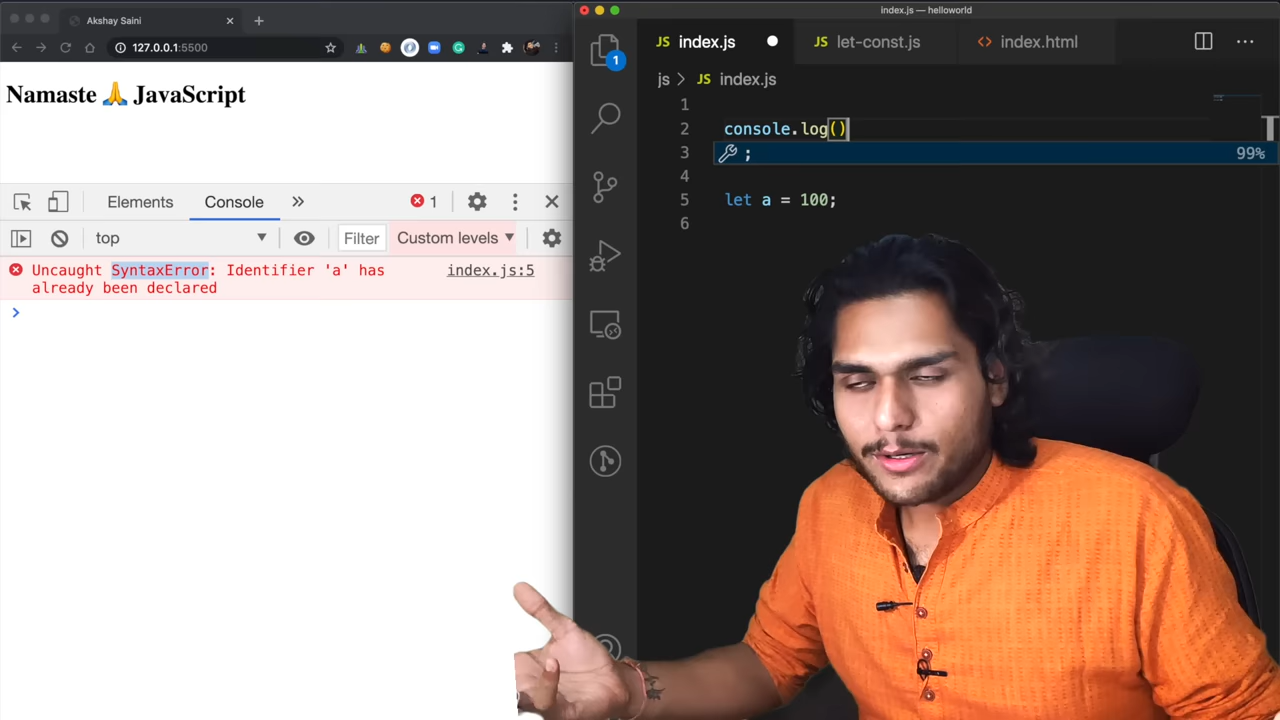 Akshay Saini
127.0.0.1:5500
Namaste 🙏 JavaScript
Elements Console 1
top Filter Custom levels
Uncaught SyntaxError: Identifier 'a' has index.js:5
already been declared
index.js — helloworld
JS index.js JS let-const.js index.html
1
js > JS index.js
1
2 console.log()
3 ; 99%
4
5 let a = 100;
6